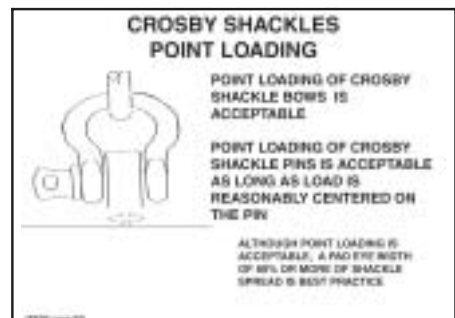 CROSBY SHACKLES
POINT LOADING
POINT LOADING OF CROSBY
SHACKLE BOWS IS
ACCEPTABLE
POINT LOADING OF CROSBY
SHACKLE PINS IS ACCEPTABLE
AS LONG AS LOAD IS
REASONABLY CENTERED ON
THE PIN
ALTHOUGH POINT LOADING IS
ACCEPTABLE, A PAD EYE WIDTH
OF OR MORE OF SHACKLE
SPREAD IS BEST PRACTICE